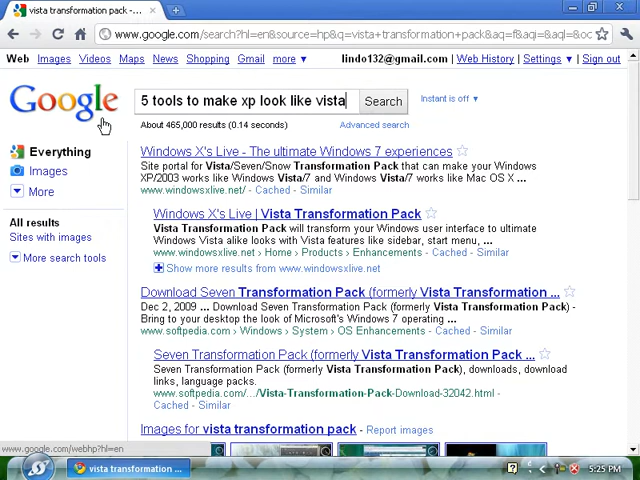 vista transformation pack -...
www.google.com/search?hl=en&source=hp&q=vista+transformation+pack&aq=f&aqi=&aql=&oc
Web Images Videos Maps News Shopping Gmail more ▼ lindo132@gmail.com | Web History | Settings ▼ | Sign out
Google
5 tools to make xp look like vista Search Instant is off ▼
About 465,000 results (0.14 seconds) Advanced search
Everything
Images
More
All results
Sites with images
More search tools
Windows X's Live - The ultimate Windows 7 experiences
Site portal for Vista/Seven/Snow Transformation Pack that can make your Windows
XP/2003 works like Windows Vista/7 and Windows Vista/7 works like Mac OS X ...
www.windowsxlive.net/ - Cached - Similar
Windows X's Live | Vista Transformation Pack
Vista Transformation Pack will transform your Windows user interface to ultimate
Windows Vista alike looks with Vista features like sidebar, start menu, ...
www.windowsxlive.net › Home › Products › Enhancements - Cached - Similar
Show more results from www.windowsxlive.net
Download Seven Transformation Pack (formerly Vista Transformation ...
Dec 2, 2009 ... Download Seven Transformation Pack (formerly Vista Transformation Pack) -
Bring to your desktop the look of Microsoft's Windows 7 operating ...
www.softpedia.com › Windows › System › OS Enhancements - Cached - Similar
Seven Transformation Pack (formerly Vista Transformation Pack ...
Seven Transformation Pack (formerly Vista Transformation Pack), downloads, download
links, language packs.
www.softpedia.com/.../Vista-Transformation-Pack-Download-32042.html -
Cached - Similar
Images for vista transformation pack - Report images
www.google.com/webhp?hl=en
vista transformation ...
5:25 PM